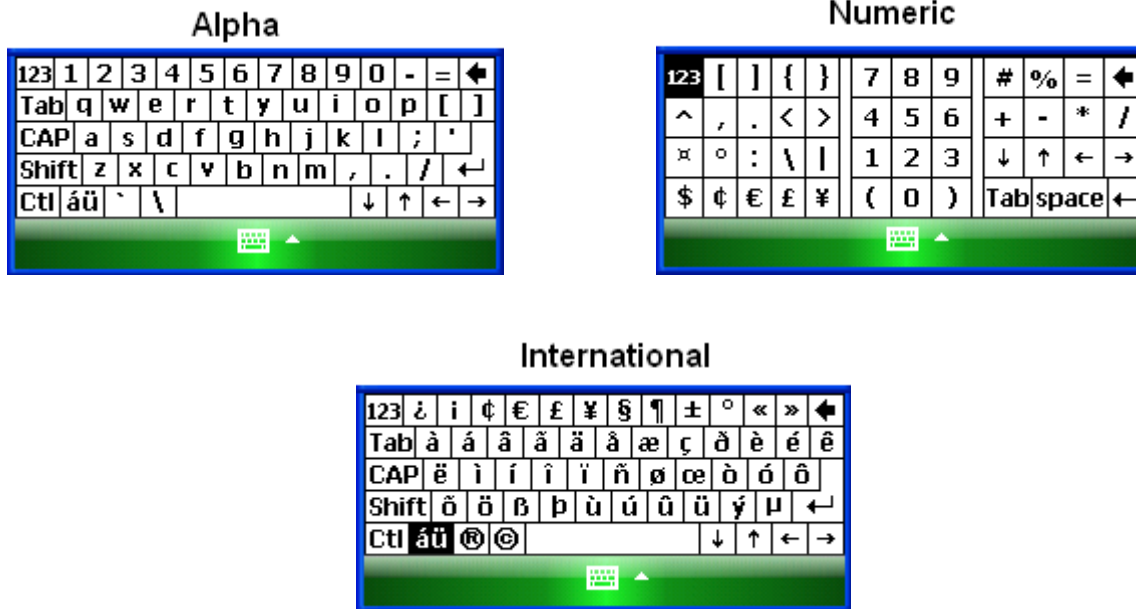 Alpha
123 1 2 3 4 5 6 7 8 9 0 - = 🡄
Tab q w e r t y u i o p [ ]
CAP a s d f g h j k l ; '
Shift z x c v b n m , . / ↵
Ctl áü ` \ ↓ ↑ ← →
Numeric
123 [ ] { } 7 8 9 # % = 🡄
^ , . < > 4 5 6 + - * /
¤ ° : \ | 1 2 3 ↓ ↑ ← →
$ ¢ € £ ¥ ( 0 ) Tab space ←
International
123 ¿ ¡ ¢ € £ ¥ § ¶ ± ° « » 🡄
Tab à á â ã ä å æ ç ð è é ê
CAP ë ì í î ï ñ ø œ ò ó ô
Shift õ ö ß þ ù ú û ü ý µ ↵
Ctl áü ® © ↓ ↑ ← →